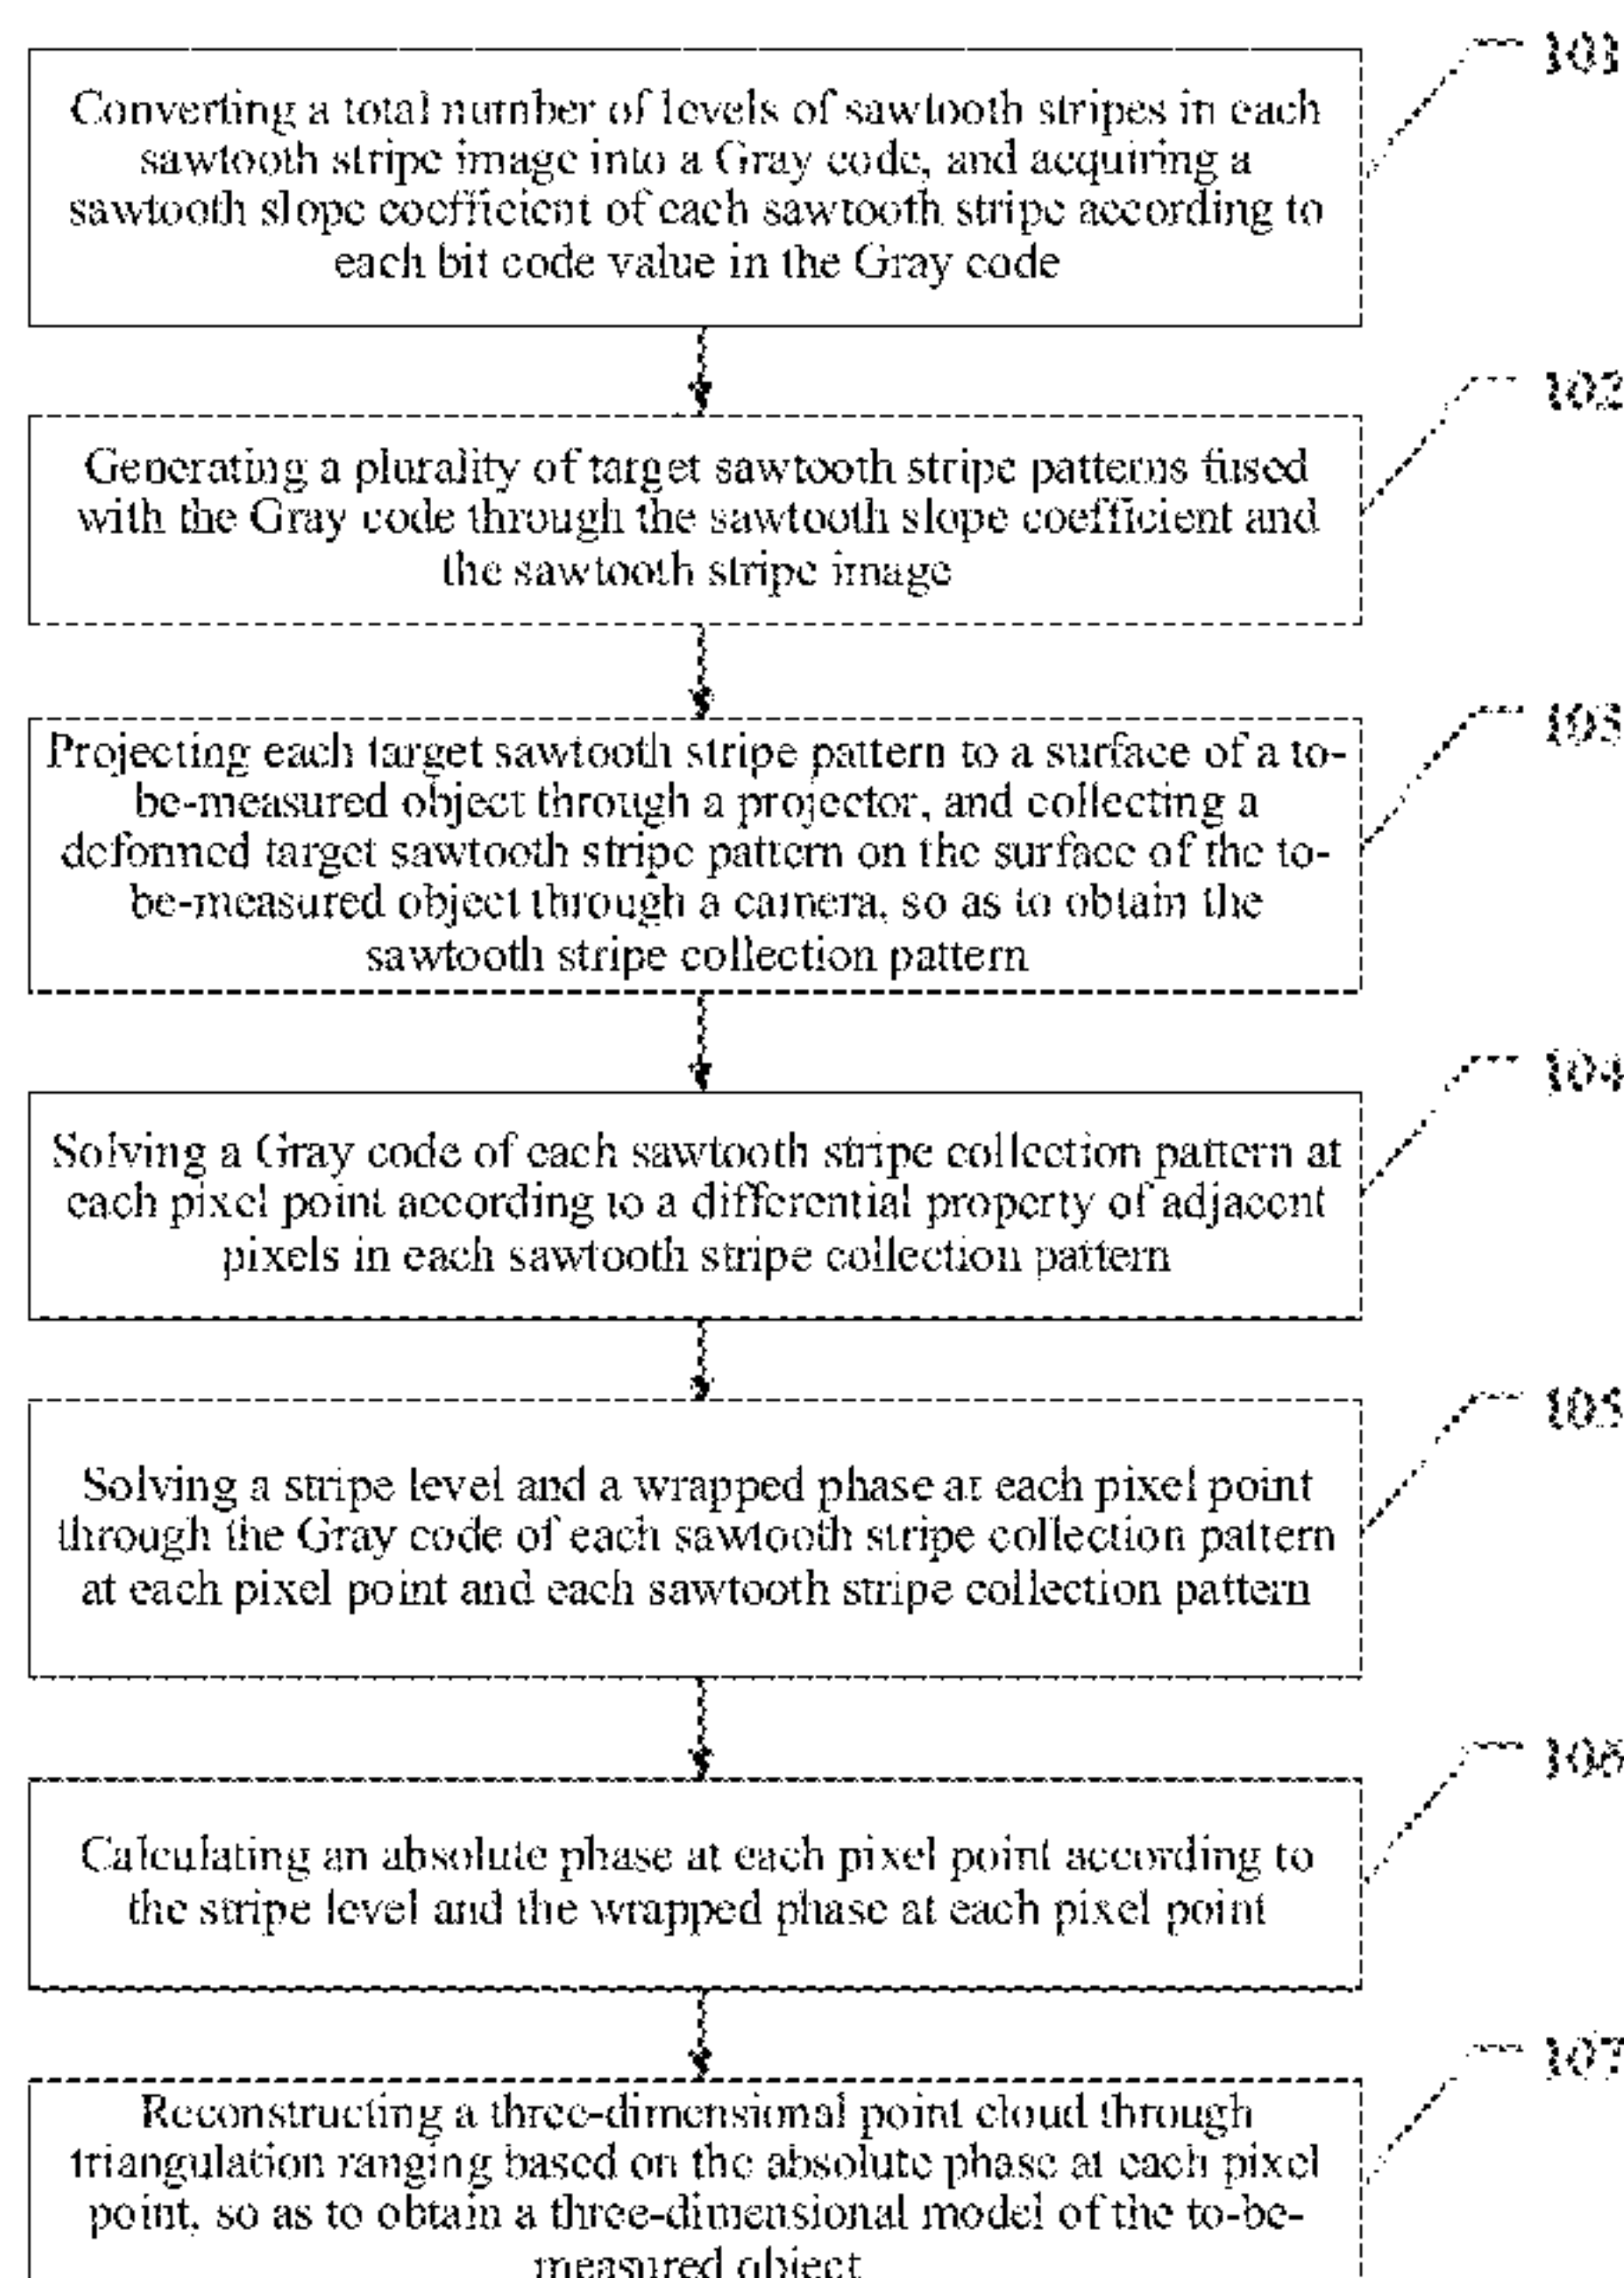 101
Converting a total number of levels of sawtooth stripes in each
sawtooth stripe image into a Gray code, and acquiring a
sawtooth slope coefficient of each sawtooth stripe according to
each bit code value in the Gray code
102
Generating a plurality of target sawtooth stripe patterns fused
with the Gray code through the sawtooth slope coefficient and
the sawtooth stripe image
103
Projecting each target sawtooth stripe pattern to a surface of a to-
be-measured object through a projector, and collecting a
deformed target sawtooth stripe pattern on the surface of the to-
be-measured object through a camera, so as to obtain the
sawtooth stripe collection pattern
104
Solving a Gray code of each sawtooth stripe collection pattern at
each pixel point according to a differential property of adjacent
pixels in each sawtooth stripe collection pattern
105
Solving a stripe level and a wrapped phase at each pixel point
through the Gray code of each sawtooth stripe collection pattern
at each pixel point and each sawtooth stripe collection pattern
106
Calculating an absolute phase at each pixel point according to
the stripe level and the wrapped phase at each pixel point
107
Reconstructing a three-dimensional point cloud through
triangulation ranging based on the absolute phase at each pixel
point, so as to obtain a three-dimensional model of the to-be-
measured object